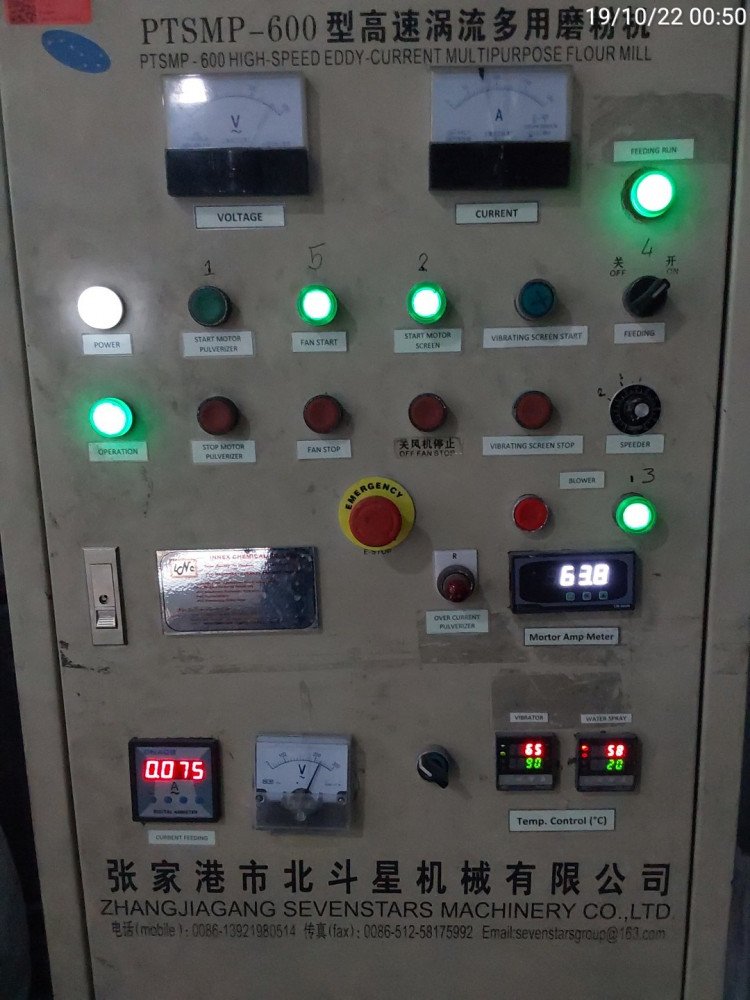 19/10/22 00:50
PTSMP-600型高速涡流多用磨粉机
PTSMP-600 HIGH-SPEED EDDY-CURRENT MULTIPURPOSE FLOUR MILL
V
A
FEEDING RUN
VOLTAGE
CURRENT
1
5
2
4
关 开
OFF ON
POWER
START MOTOR
PULVERIZER
FAN START
START MOTOR
SCREEN
VIBRATING SCREEN START
FEEDING
OPERATION
STOP MOTOR
PULVERIZER
FAN STOP
关风机停止
OFF FAN STOP
VIBRATING SCREEN STOP
SPEEDER
BLOWER
3
EMERGENCY
E-STOP
R
OVER CURRENT
PULVERIZER
63.8
Mortor Amp Meter
VIBRATOR
WATER SPRAY
65
90
58
20
0.075
A
DIGITAL AMMETER
V
CURRENT FEEDING
Temp. Control (°C)
张家港市北斗星机械有限公司
ZHANGJIAGANG SEVENSTARS MACHINERY CO.,LTD
电话(mobile):0086-13921980514 传真(fax):0086-512-58175992 Email:sevenstarsgroup@163.com